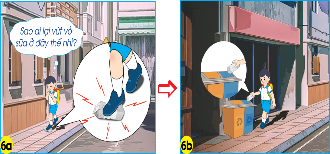 Sao ai lại vứt vỏ
sữa ở đây thế nhỉ?
6a
6b